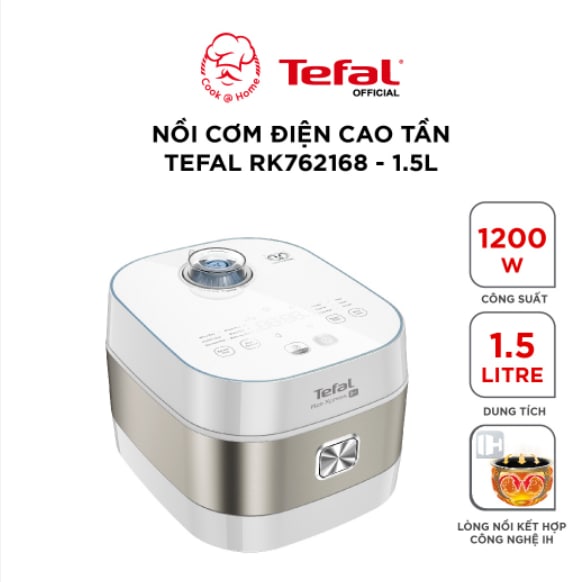 Cook @ Home
Tefal
OFFICIAL
NỒI CƠM ĐIỆN CAO TẦN
TEFAL RK762168 - 1.5L
1200
W
CÔNG SUẤT
1.5
LITRE
DUNG TÍCH
Tefal
IH
LÒNG NỒI KẾT HỢP
CÔNG NGHỆ IH